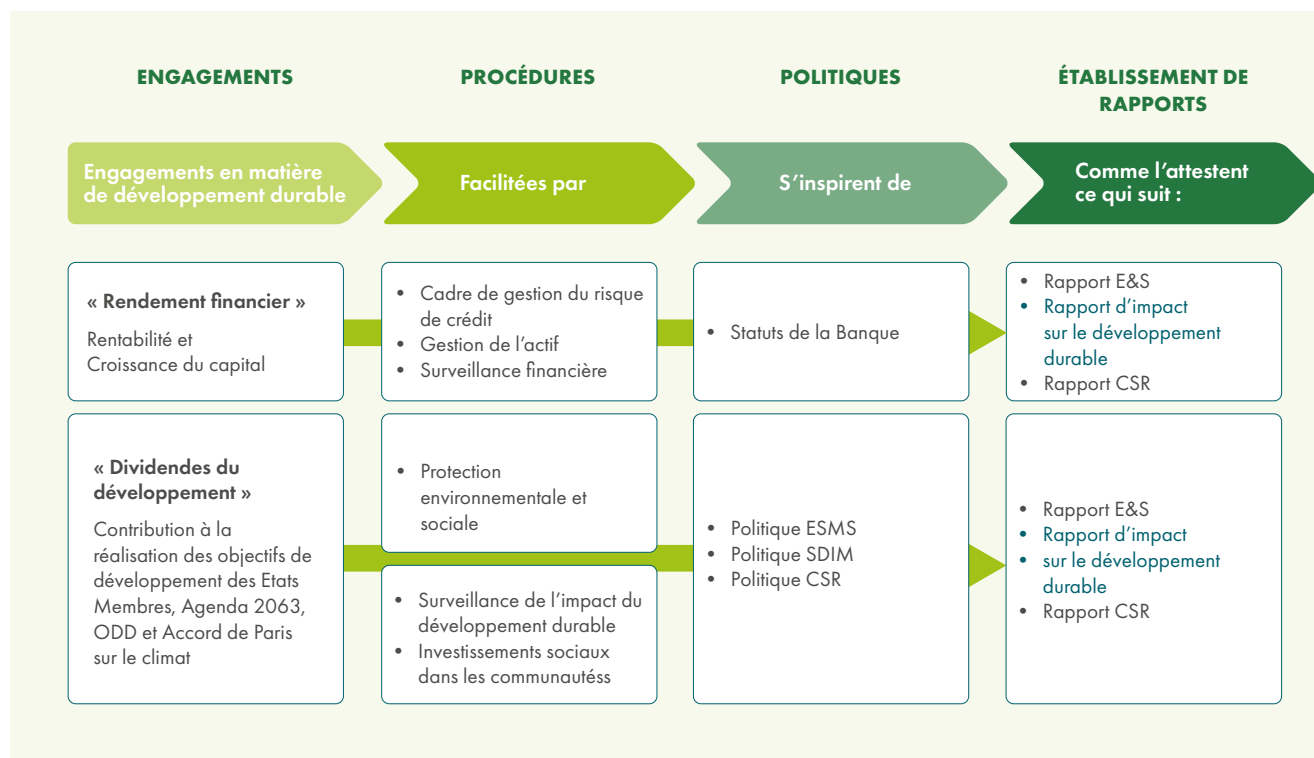 ENGAGEMENTS
PROCÉDURES
POLITIQUES
ÉTABLISSEMENT DE
RAPPORTS
Engagements en matière
de développement durable
Facilitées par
S'inspirent de
Comme l'attestent
ce qui suit :
« Rendement financier »
Rentabilité et
Croissance du capital
• Cadre de gestion du risque
de crédit
• Gestion de l'actif
• Surveillance financière
• Statuts de la Banque
• Rapport E&S
• Rapport d'impact
sur le développement
durable
• Rapport CSR
« Dividendes du
développement »
Contribution à la
réalisation des objectifs de
développement des Etats
Membres, Agenda 2063,
ODD et Accord de Paris
sur le climat
• Protection
environnementale et
sociale
• Surveillance de l'impact du
développement durable
• Investissements sociaux
dans les communautéss
• Politique ESMS
• Politique SDIM
• Politique CSR
• Rapport E&S
• Rapport d'impact
• sur le développement
durable
• Rapport CSR